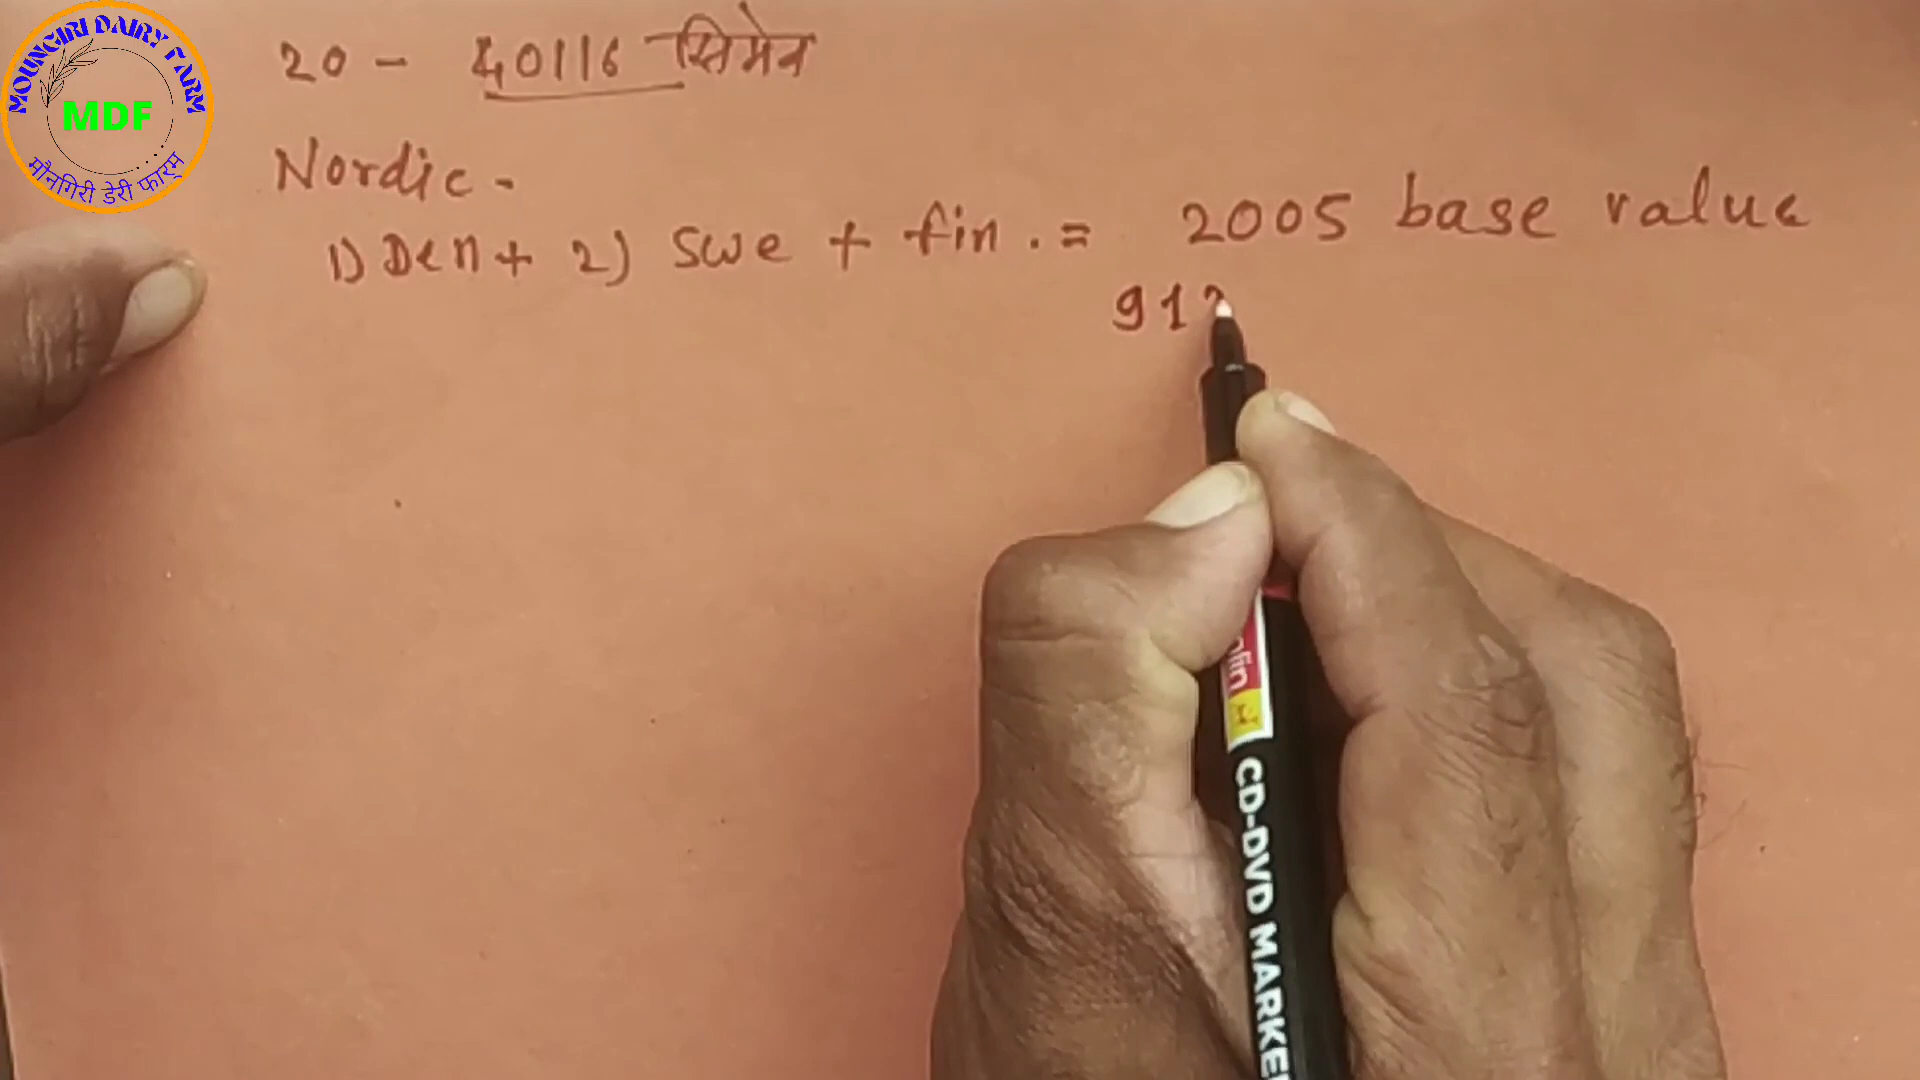 MOUNGIRI DAIRY FARM
MDF
मौनगिरी डेरी फार्म
20 - 40116 सिमेन
Nordic -
1) Den + 2) Swe + fin . = 2005 base value
91
CD-DVD MARKE